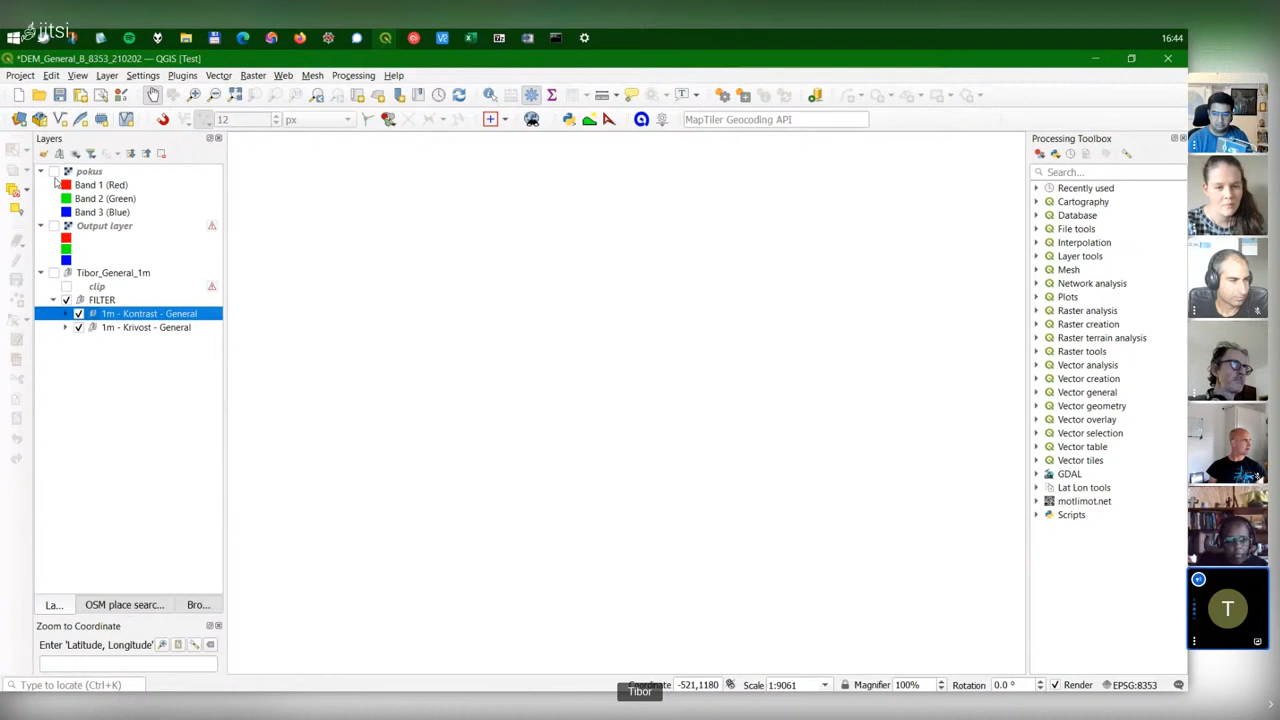 jitsi
16:44
*DEM_General_B_8353_210202 — QGIS [Test]
Project Edit View Layer Settings Plugins Vector Raster Web Mesh Processing Help
12 px MapTiler Geocoding API
Layers
pokus
Band 1 (Red)
Band 2 (Green)
Band 3 (Blue)
Output layer
Tibor_General_1m
clip
FILTER
1m - Kontrast - General
1m - Krivost - General
La... OSM place searc... Bro...
Zoom to Coordinate
Enter 'Latitude, Longitude'
Type to locate (Ctrl+K)
Processing Toolbox
Search...
Recently used
Cartography
Database
File tools
Interpolation
Layer tools
Mesh
Network analysis
Plots
Raster analysis
Raster creation
Raster terrain analysis
Raster tools
Vector analysis
Vector creation
Vector general
Vector geometry
Vector overlay
Vector selection
Vector table
Vector tiles
GDAL
Lat Lon tools
motlimot.net
Scripts
T
Coordinate -521,1180 Scale 1:9061 Magnifier 100% Rotation 0.0 ° Render EPSG:8353
Tibor